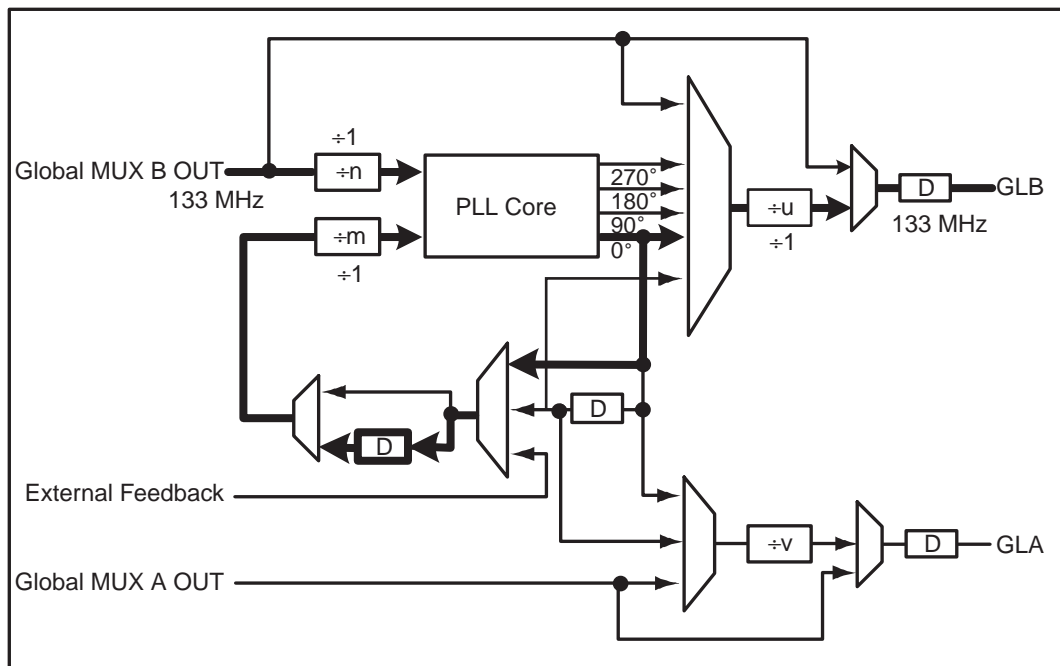 ÷1
Global MUX B OUT
÷n
133 MHz
PLL Core
270°
180°
90°
0°
÷u
÷1
D
GLB
133 MHz
÷m
÷1
D
D
External Feedback
÷v
D
GLA
Global MUX A OUT